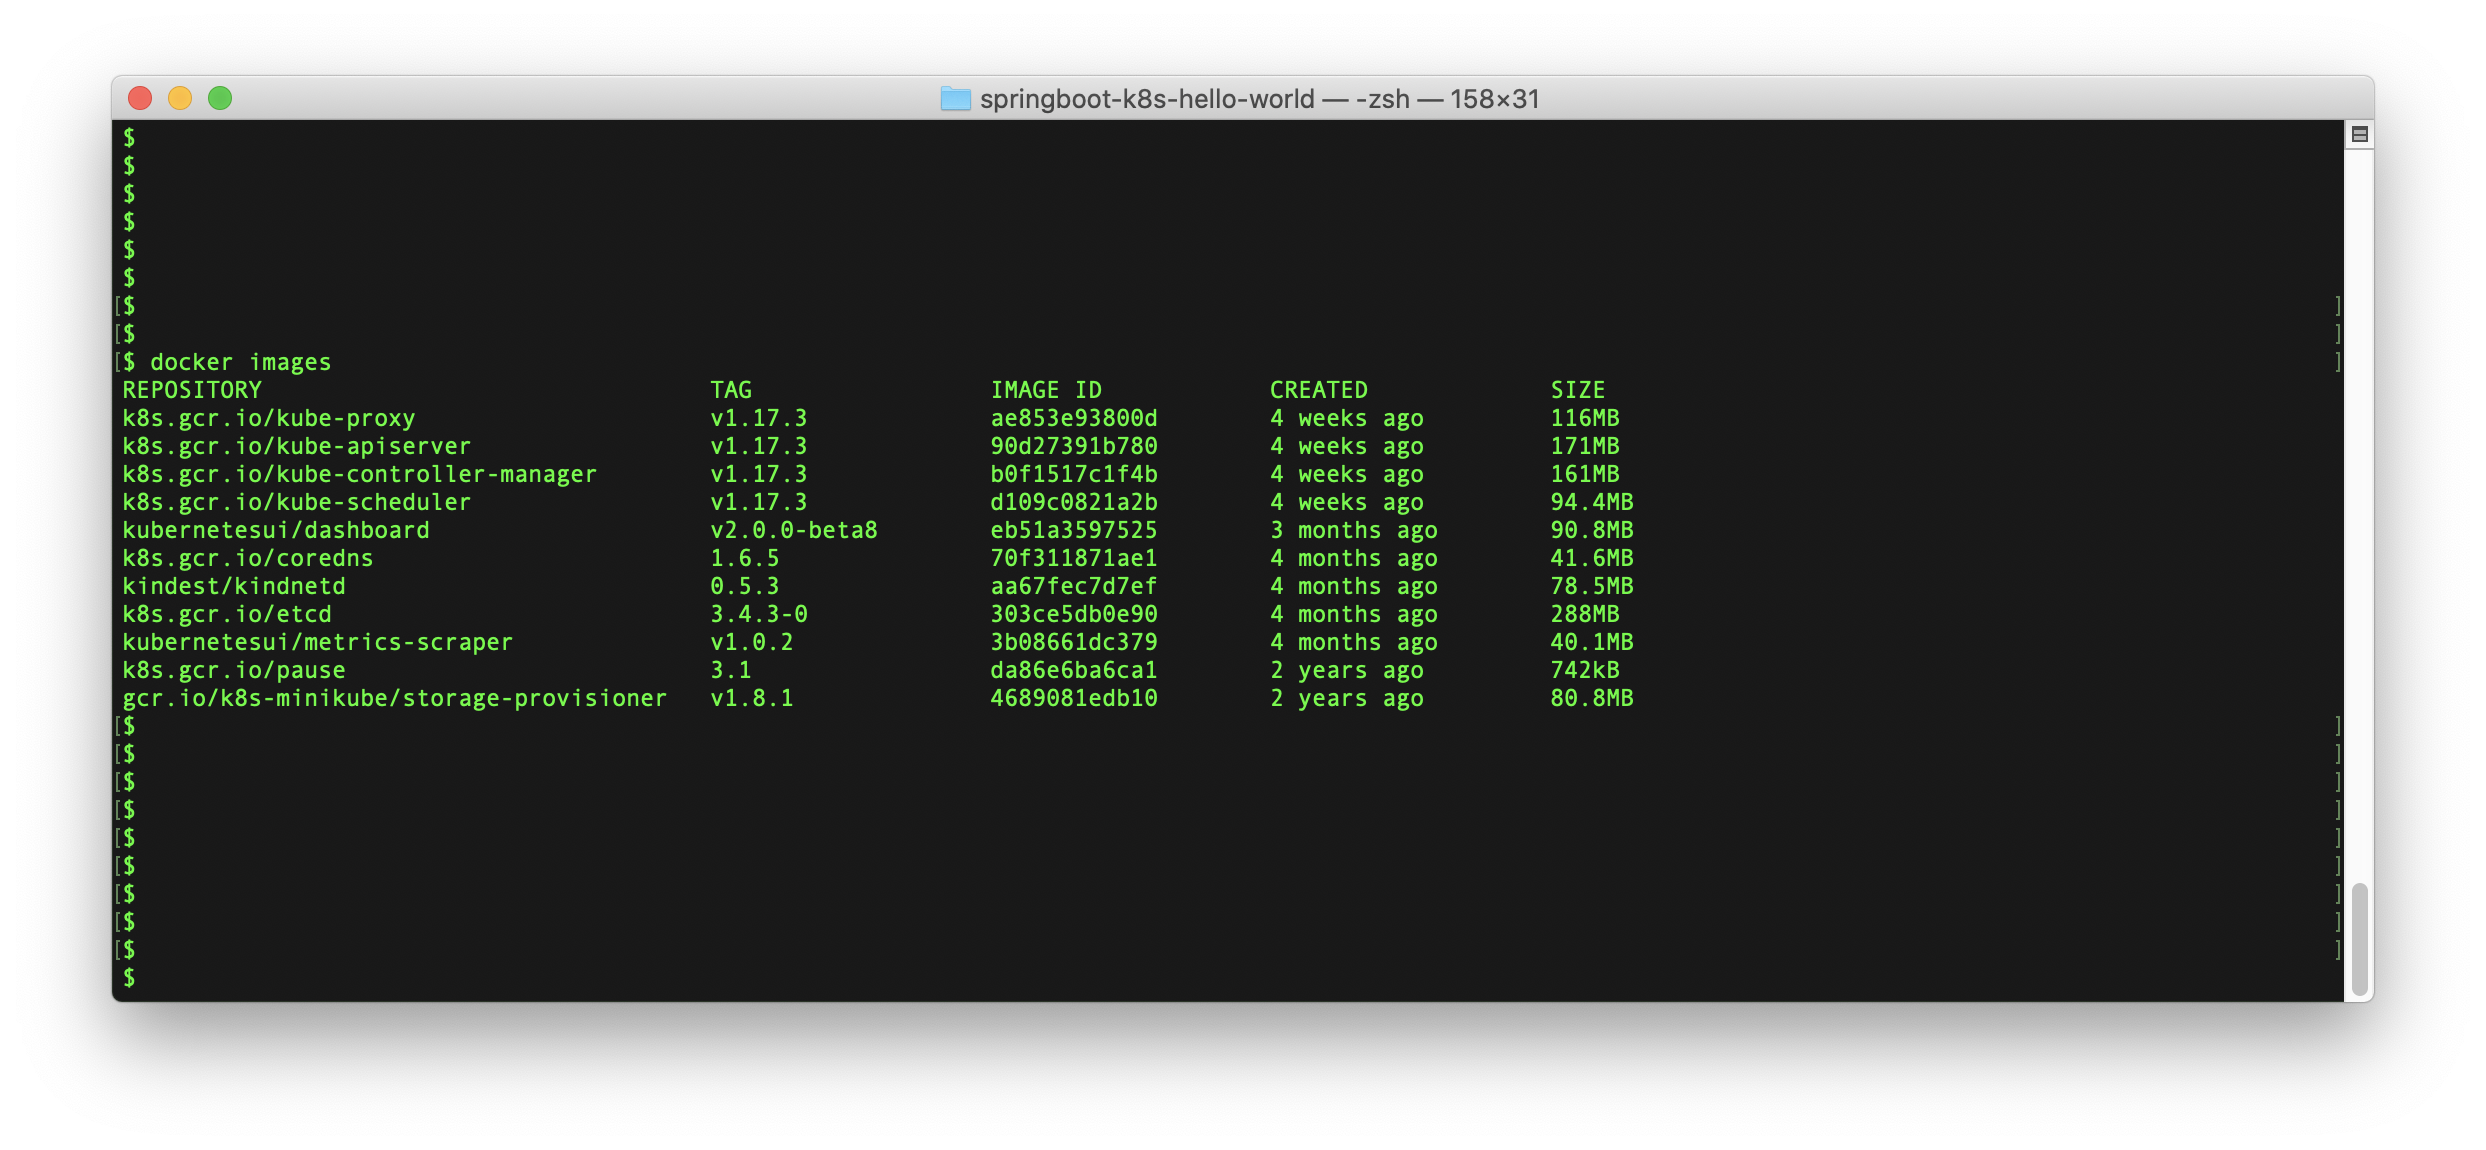 springboot-k8s-hello-world — -zsh — 158×31
$
$
$
$
$
$
[$ ]
[$ ]
[$ docker images ]
REPOSITORY TAG IMAGE ID CREATED SIZE
k8s.gcr.io/kube-proxy v1.17.3 ae853e93800d 4 weeks ago 116MB
k8s.gcr.io/kube-apiserver v1.17.3 90d27391b780 4 weeks ago 171MB
k8s.gcr.io/kube-controller-manager v1.17.3 b0f1517c1f4b 4 weeks ago 161MB
k8s.gcr.io/kube-scheduler v1.17.3 d109c0821a2b 4 weeks ago 94.4MB
kubernetesui/dashboard v2.0.0-beta8 eb51a3597525 3 months ago 90.8MB
k8s.gcr.io/coredns 1.6.5 70f311871ae1 4 months ago 41.6MB
kindest/kindnetd 0.5.3 aa67fec7d7ef 4 months ago 78.5MB
k8s.gcr.io/etcd 3.4.3-0 303ce5db0e90 4 months ago 288MB
kubernetesui/metrics-scraper v1.0.2 3b08661dc379 4 months ago 40.1MB
k8s.gcr.io/pause 3.1 da86e6ba6ca1 2 years ago 742kB
gcr.io/k8s-minikube/storage-provisioner v1.8.1 4689081edb10 2 years ago 80.8MB
[$ ]
[$ ]
[$ ]
[$ ]
[$ ]
[$ ]
[$ ]
[$ ]
[$ ]
$